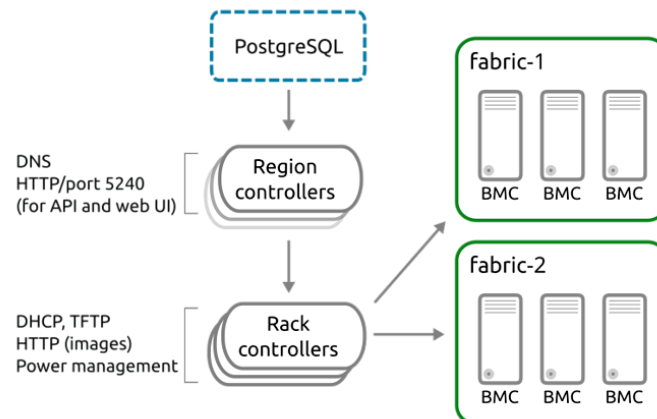 PostgreSQL
DNS
HTTP/port 5240
(for API and web UI)
Region
controllers
DHCP, TFTP
HTTP (images)
Power management
Rack
controllers
fabric-1
BMC BMC BMC
fabric-2
BMC BMC BMC